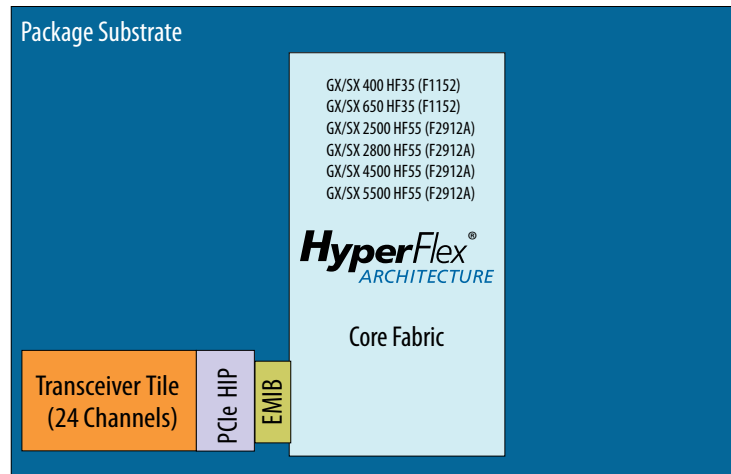 Package Substrate
GX/SX 400 HF35 (F1152)
GX/SX 650 HF35 (F1152)
GX/SX 2500 HF55 (F2912A)
GX/SX 2800 HF55 (F2912A)
GX/SX 4500 HF55 (F2912A)
GX/SX 5500 HF55 (F2912A)
HyperFlex®
ARCHITECTURE
Core Fabric
Transceiver Tile
(24 Channels)
PCIe HIP
EMIB